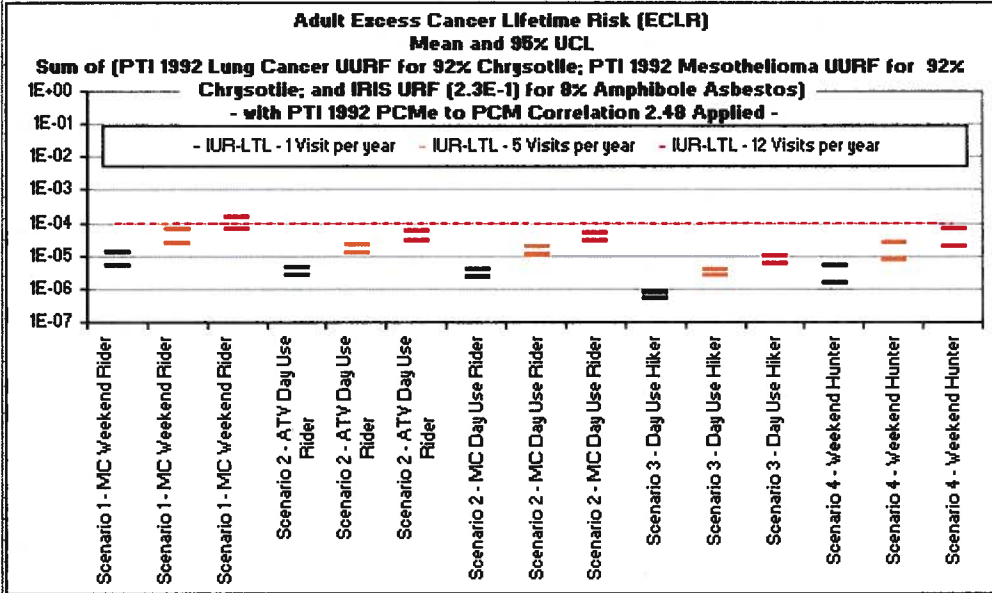 Adult Excess Cancer Lifetime Risk (ECLR)
Mean and 95% UCL
Sum of (PTI 1992 Lung Cancer UURF for 92% Chrysotile; PTI 1992 Mesothelioma UURF for 92%
Chrysotile; and IRIS URF (2.3E-1) for 8% Amphibole Asbestos)
- with PTI 1992 PCMe to PCM Correlation 2.48 Applied -
– IUR-LTL - 1 Visit per year – IUR-LTL - 5 Visits per year – IUR-LTL - 12 Visits per year
1E+00
1E-01
1E-02
1E-03
1E-04
1E-05
1E-06
1E-07
Scenario 1 - MC Weekend Rider
Scenario 1 - MC Weekend Rider
Scenario 1 - MC Weekend Rider
Scenario 2 - ATV Day Use
Rider
Scenario 2 - ATV Day Use
Rider
Scenario 2 - ATV Day Use
Rider
Scenario 2 - MC Day Use Rider
Scenario 2 - MC Day Use Rider
Scenario 2 - MC Day Use Rider
Scenario 3 - Day Use Hiker
Scenario 3 - Day Use Hiker
Scenario 3 - Day Use Hiker
Scenario 4 - Weekend Hunter
Scenario 4 - Weekend Hunter
Scenario 4 - Weekend Hunter